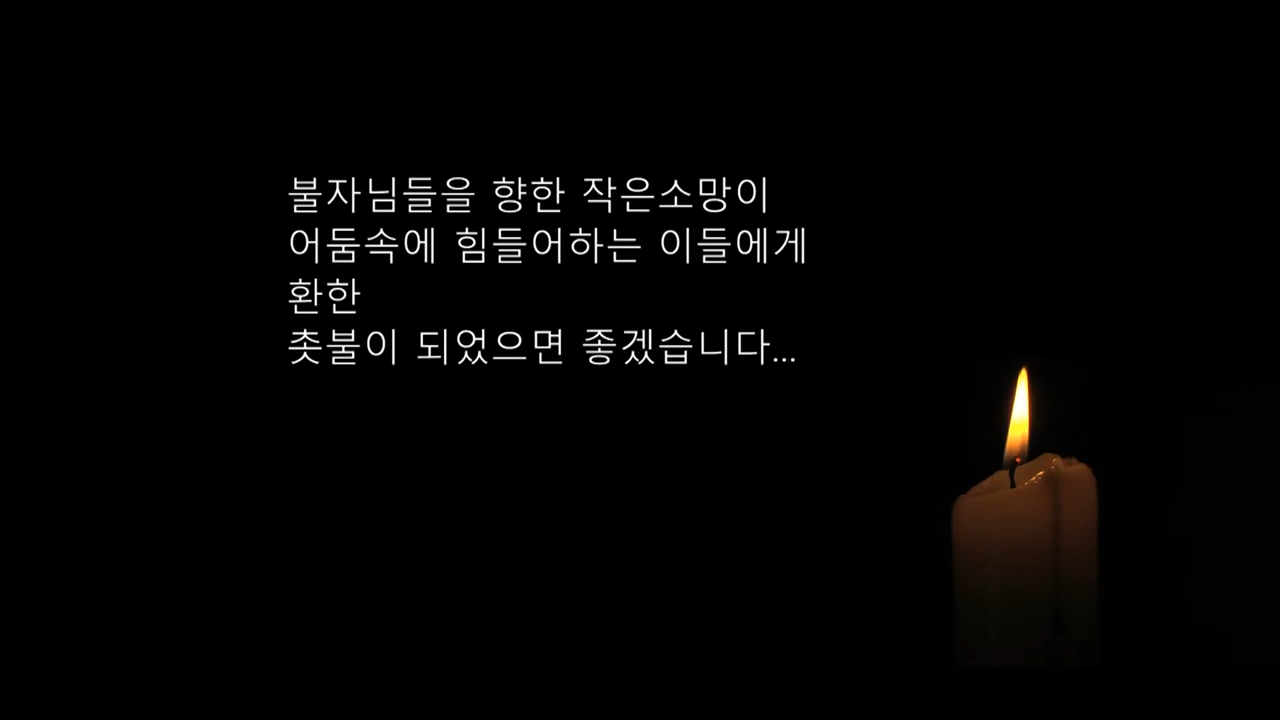 불자님들을 향한 작은소망이
어둠속에 힘들어하는 이들에게
환한
촛불이 되었으면 좋겠습니다...